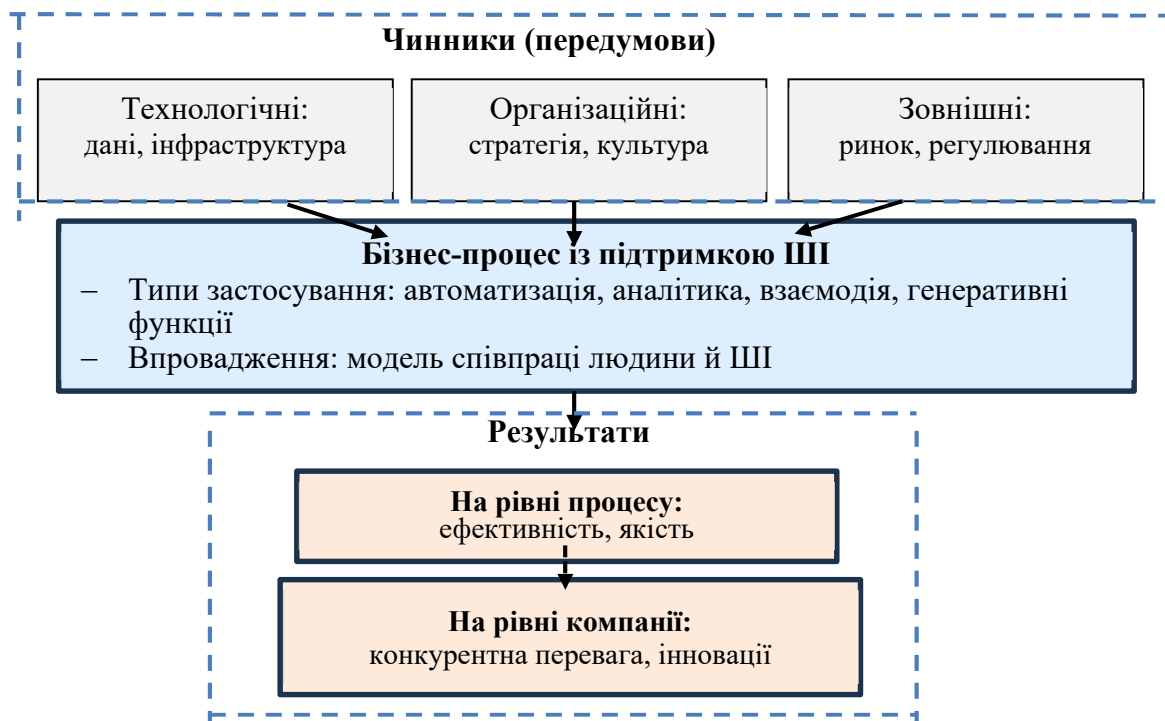 Чинники (передумови)
Технологічні:
дані, інфраструктура
Організаційні:
стратегія, культура
Зовнішні:
ринок, регулювання
Бізнес-процес із підтримкою ШІ
– Типи застосування: автоматизація, аналітика, взаємодія, генеративні
функції
– Впровадження: модель співпраці людини й ШІ
Результати
На рівні процесу:
ефективність, якість
На рівні компанії:
конкурентна перевага, інновації